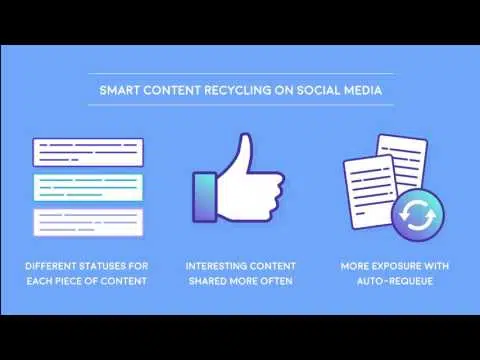 SMART CONTENT RECYCLING ON SOCIAL MEDIA
DIFFERENT STATUSES FOR
EACH PIECE OF CONTENT
INTERESTING CONTENT
SHARED MORE OFTEN
MORE EXPOSURE WITH
AUTO-REQUEUE